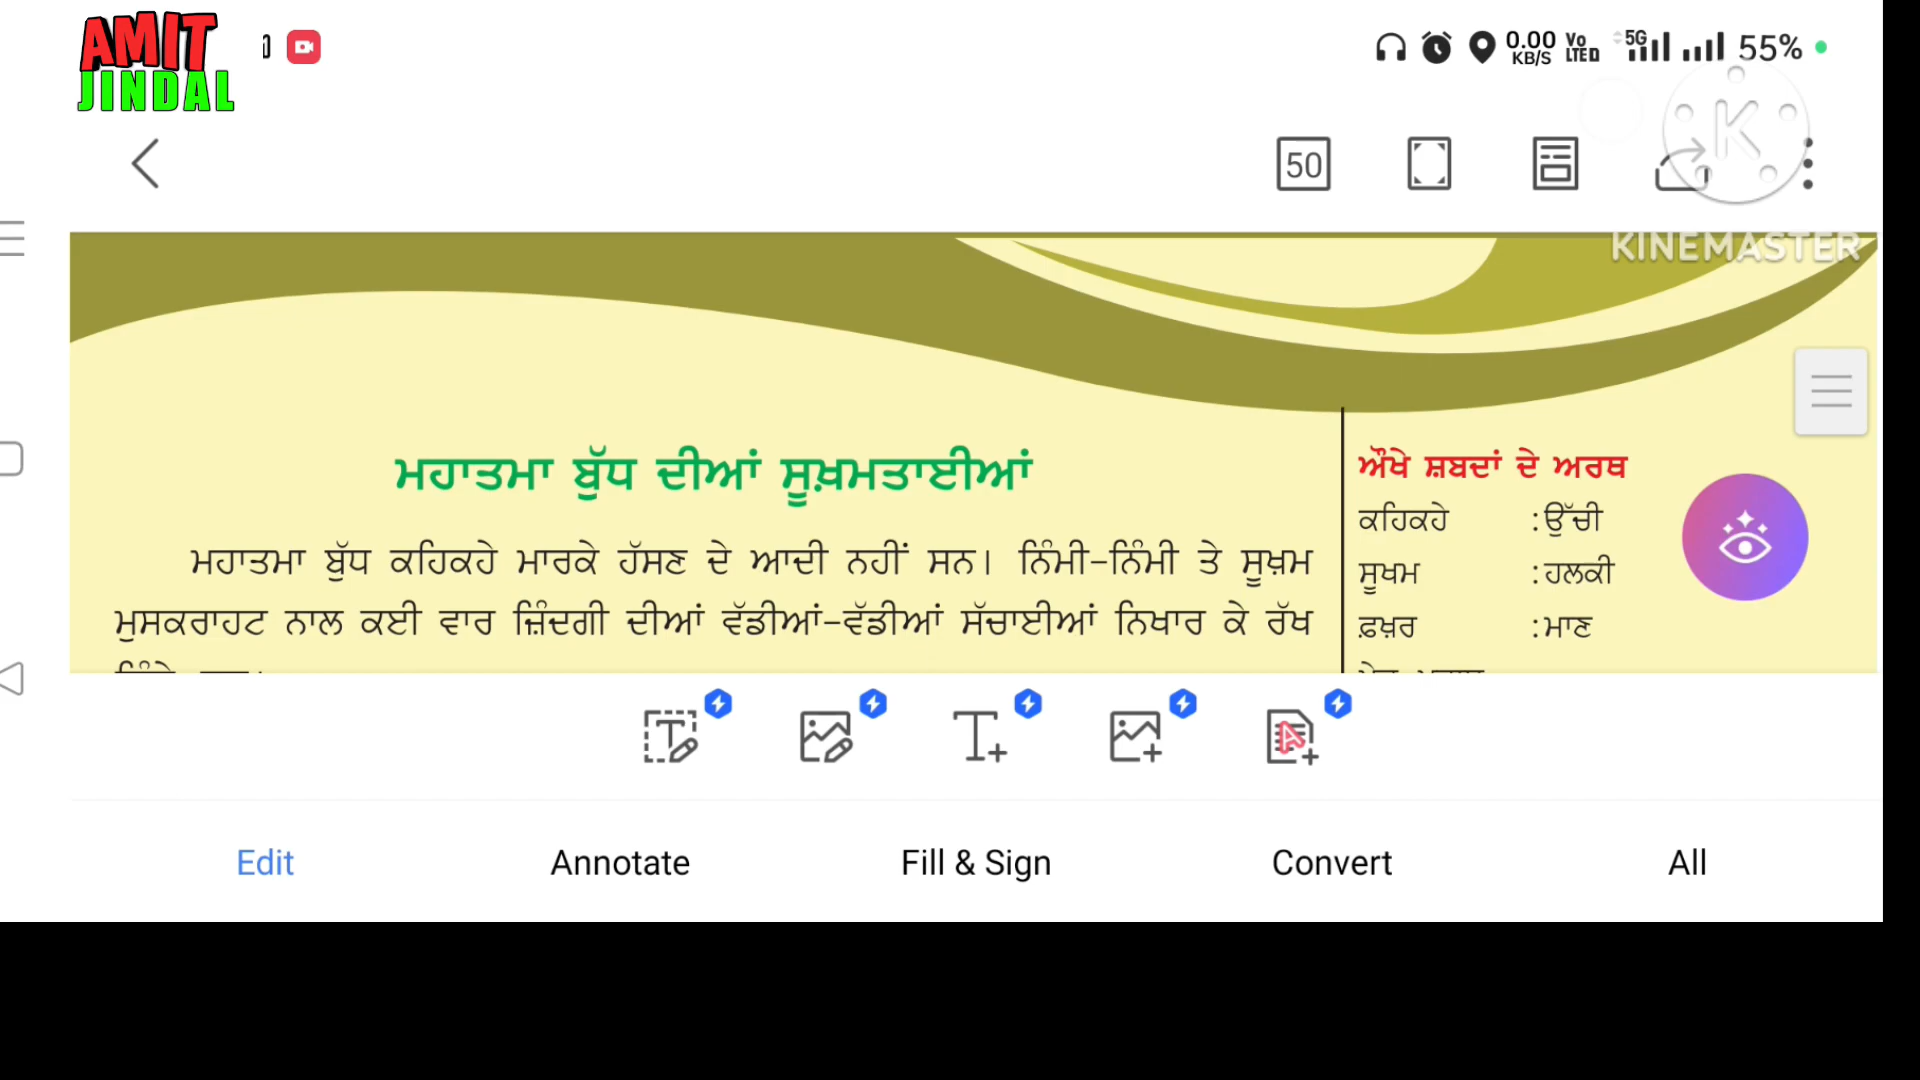 AMIT
JINDAL
0.00 KB/S Vo LTE 5G 55%
50
K
KINEMASTER
ਮਹਾਤਮਾ ਬੁੱਧ ਦੀਆਂ ਸੂਖ਼ਮਤਾਈਆਂ
ਮਹਾਤਮਾ ਬੁੱਧ ਕਹਿਕਹੇ ਮਾਰਕੇ ਹੱਸਣ ਦੇ ਆਦੀ ਨਹੀਂ ਸਨ। ਨਿੰਮੀ-ਨਿੰਮੀ ਤੇ ਸੂਖ਼ਮ
ਮੁਸਕਰਾਹਟ ਨਾਲ ਕਈ ਵਾਰ ਜ਼ਿੰਦਗੀ ਦੀਆਂ ਵੱਡੀਆਂ-ਵੱਡੀਆਂ ਸੱਚਾਈਆਂ ਨਿਖਾਰ ਕੇ ਰੱਖ
ਔਖੇ ਸ਼ਬਦਾਂ ਦੇ ਅਰਥ
ਕਹਿਕਹੇ : ਉੱਚੀ
ਸੂਖਮ : ਹਲਕੀ
ਫ਼ਖ਼ਰ : ਮਾਣ
Edit Annotate Fill & Sign Convert All